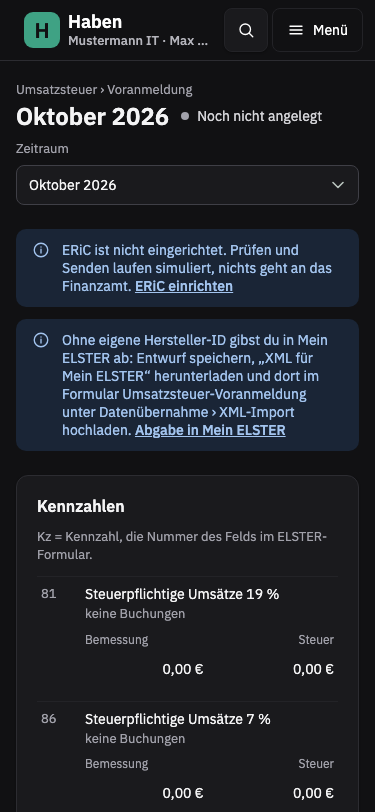 H
Haben
Mustermann IT · Max ...
Menü
Umsatzsteuer › Voranmeldung
Oktober 2026
Noch nicht angelegt
Zeitraum
Oktober 2026
ERiC ist nicht eingerichtet. Prüfen und
Senden laufen simuliert, nichts geht an das
Finanzamt. ERiC einrichten
Ohne eigene Hersteller-ID gibst du in Mein
ELSTER ab: Entwurf speichern, „XML für
Mein ELSTER“ herunterladen und dort im
Formular Umsatzsteuer-Voranmeldung
unter Datenübernahme › XML-Import
hochladen. Abgabe in Mein ELSTER
Kennzahlen
Kz = Kennzahl, die Nummer des Felds im ELSTER-
Formular.
81 Steuerpflichtige Umsätze 19 %
keine Buchungen
Bemessung Steuer
0,00 € 0,00 €
86 Steuerpflichtige Umsätze 7 %
keine Buchungen
Bemessung Steuer
0,00 € 0,00 €